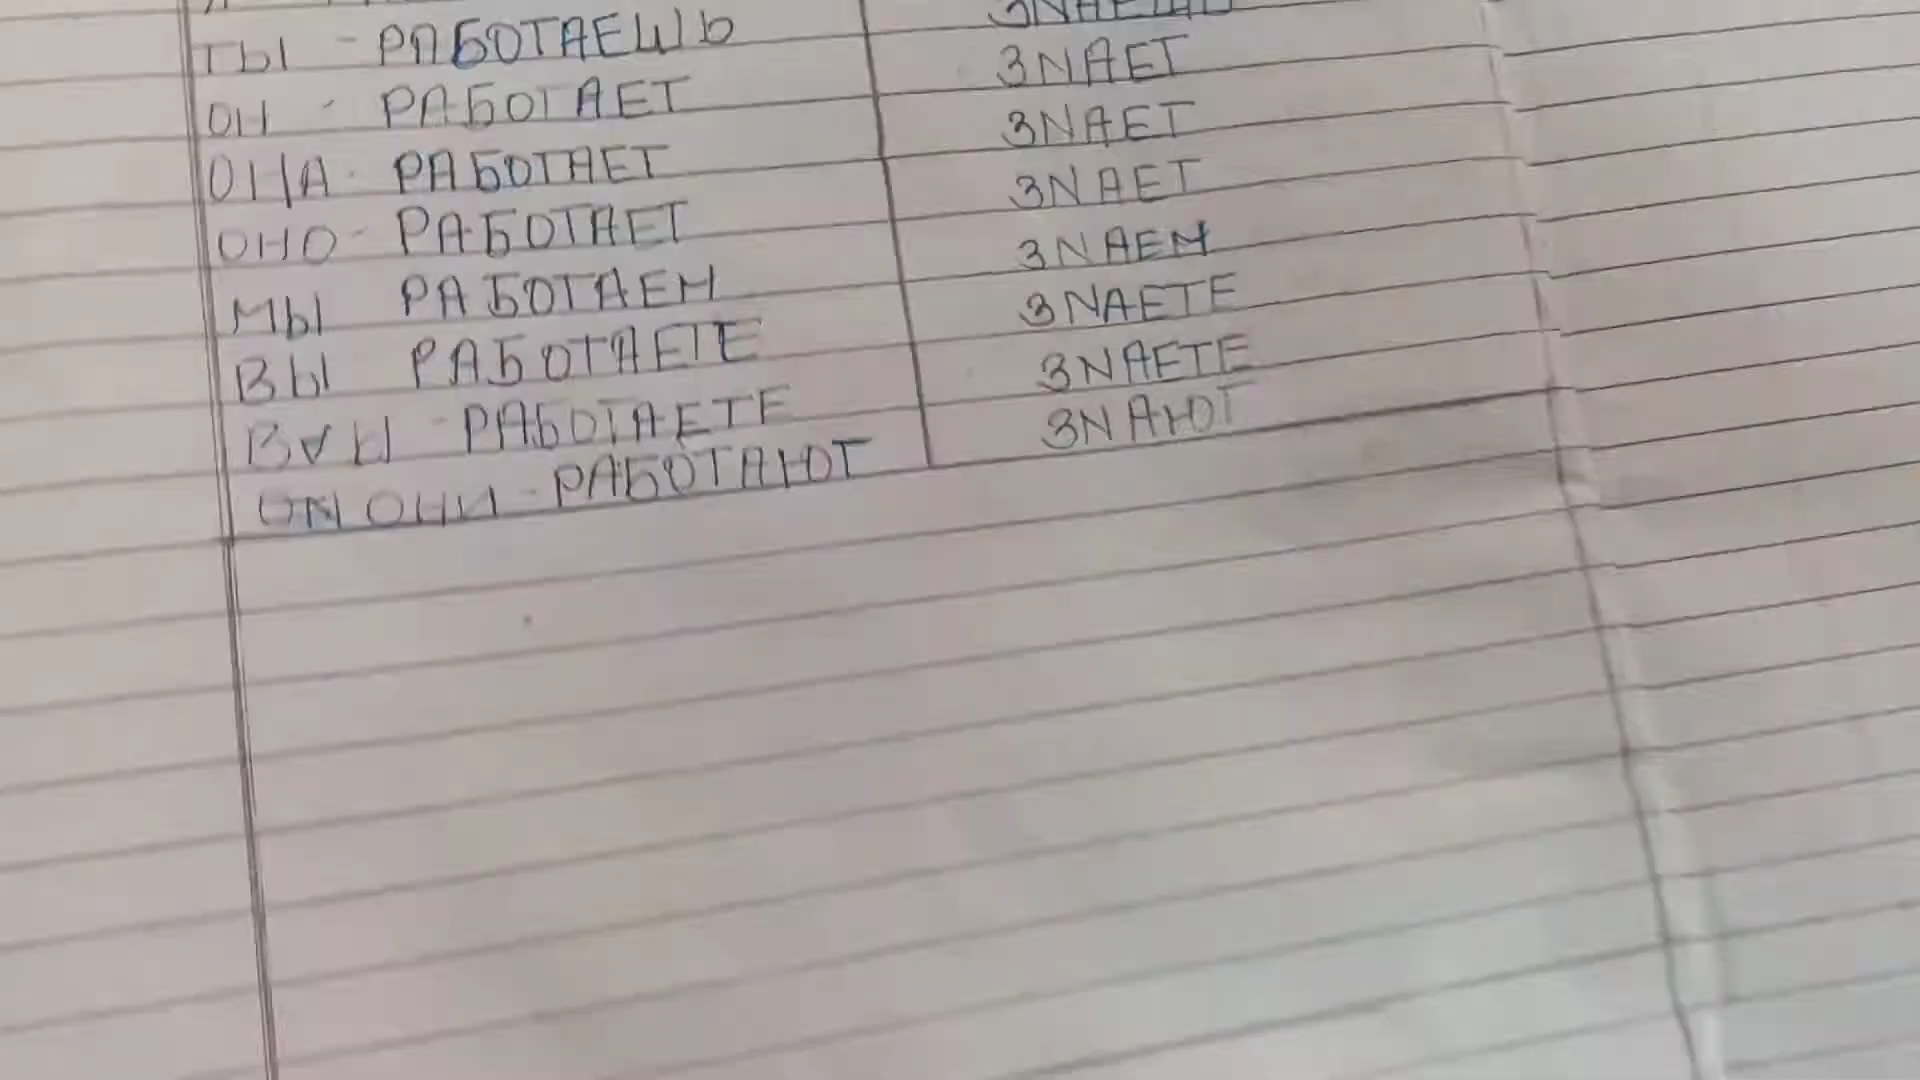 ТЫ - РАБОТАЕШЬ
ОН - РАБОТАЕТ ЗNАЕТ
ОНА - РАБОТАЕТ ЗNАЕТ
ОНО - РАБОТАЕТ ЗNАЕТ
МЫ РАБОТАЕМ ЗNАЕМ
ВЫ РАБОТАЕТЕ ЗNАЕТЕ
РАБОТАЕТЕ ЗNАЕТЕ
ОНИ - РАБОТАЮТ ЗNАЮТ